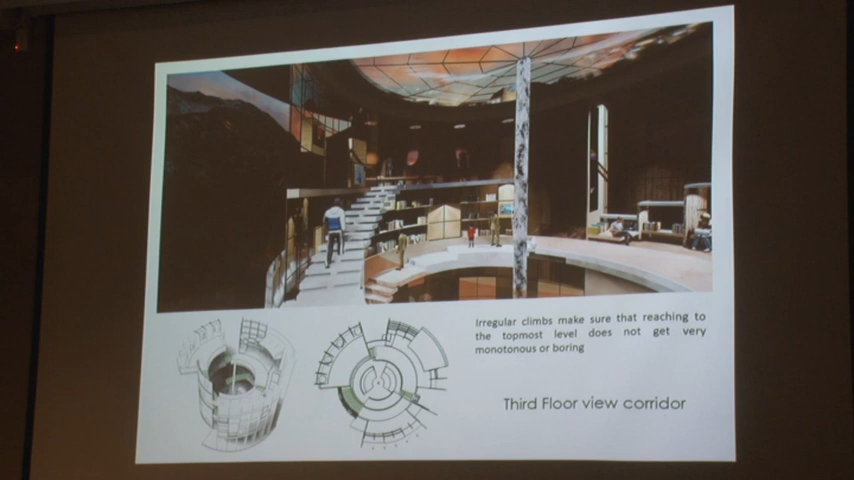 Irregular climbs make sure that reaching to
the topmost level does not get very
monotonous or boring
Third Floor view corridor